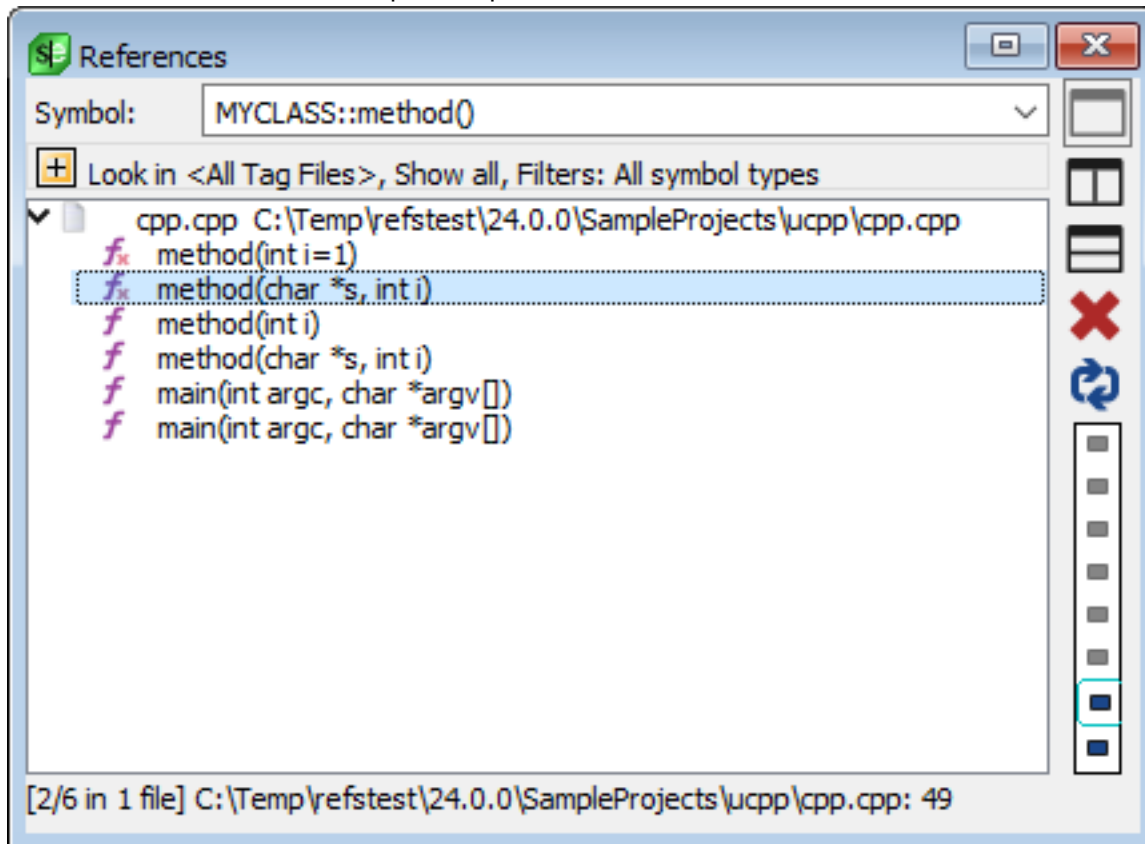 References
Symbol: MYCLASS::method()
Look in <All Tag Files>, Show all, Filters: All symbol types
cpp.cpp C:\Temp\refstest\24.0.0\SampleProjects\ucpp\cpp.cpp
method(int i=1)
method(char *s, int i)
method(int i)
method(char *s, int i)
main(int argc, char *argv[])
main(int argc, char *argv[])
[2/6 in 1 file] C:\Temp\refstest\24.0.0\SampleProjects\ucpp\cpp.cpp: 49